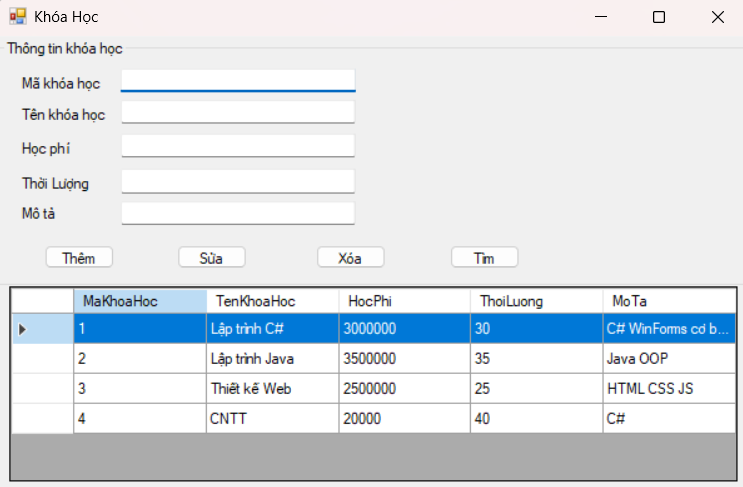 Khóa Học
Thông tin khóa học
Mã khóa học
Tên khóa học
Học phí
Thời Lượng
Mô tả
Thêm Sửa Xóa Tìm
MaKhoaHoc TenKhoaHoc HocPhi ThoiLuong MoTa
1 Lập trình C# 3000000 30 C# WinForms cơ b...
2 Lập trình Java 3500000 35 Java OOP
3 Thiết kế Web 2500000 25 HTML CSS JS
4 CNTT 20000 40 C#